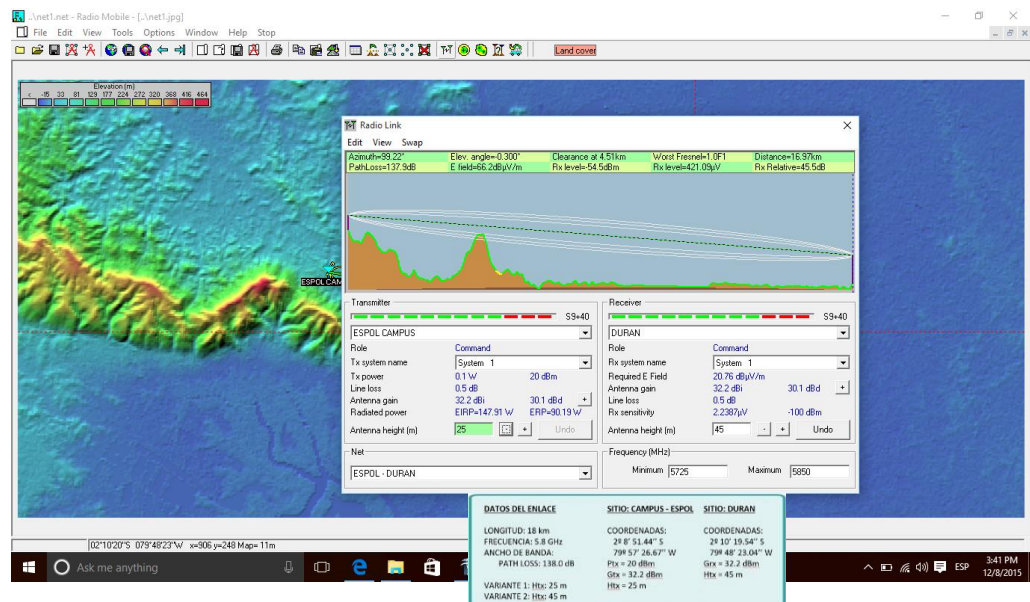 ..\net1.net - Radio Mobile - [..\net1.jpg]
File Edit View Tools Options Window Help Stop
Land cover
Elevation (m)
< -15 33 81 129 177 224 272 320 368 416 464
ESPOL CAM
Radio Link
Edit View Swap
Azimuth=99.22° Elev. angle=-0.300° Clearance at 4.51km Worst Fresnel=1.0F1 Distance=16.97km
PathLoss=137.9dB E field=66.2dBµV/m Rx level=-54.5dBm Rx level=421.09µV Rx Relative=45.5dB
Transmitter
S9+40
ESPOL CAMPUS
Role Command
Tx system name System 1
Tx power 0.1 W 20 dBm
Line loss 0.5 dB
Antenna gain 32.2 dBi 30.1 dBd +
Radiated power EIRP=147.91 W ERP=90.19 W
Antenna height (m) 25 + Undo
Net
ESPOL - DURAN
Receiver
S9+40
DURAN
Role Command
Rx system name System 1
Required E Field 20.76 dBµV/m
Antenna gain 32.2 dBi 30.1 dBd +
Line loss 0.5 dB
Rx sensitivity 2.2387µV -100 dBm
Antenna height (m) 45 - + Undo
Frequency (MHz)
Minimum 5725 Maximum 5850
DATOS DEL ENLACE
LONGITUD: 18 km
FRECUENCIA: 5.8 GHz
ANCHO DE BANDA:
PATH LOSS: 138.0 dB
VARIANTE 1: Htx: 25 m
VARIANTE 2: Htx: 45 m
SITIO: CAMPUS - ESPOL
COORDENADAS:
2º 8' 51.44'' S
79º 57' 26.67'' W
Ptx = 20 dBm
Gtx = 32.2 dBm
Htx = 25 m
SITIO: DURAN
COORDENADAS:
2º 10' 19.54'' S
79º 48' 23.04'' W
Grx = 32.2 dBm
Htx = 45 m
02°10'20"S 079°48'23"W x=906 y=248 Map= 11m
Ask me anything
ESP
3:41 PM
12/8/2015